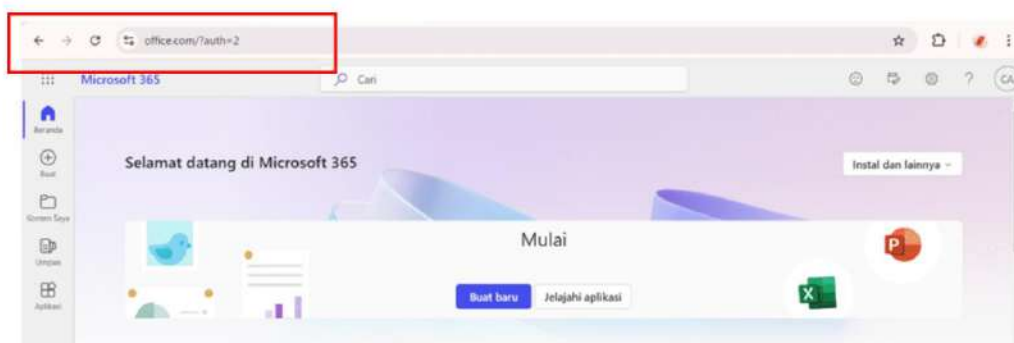 office.com/?auth=2
Microsoft 365
Cari
?
CA
Beranda
Selamat datang di Microsoft 365
Instal dan lainnya
Buat
Konten Saya
Mulai
P
Umpan
Buat baru
Jelajahi aplikasi
X
Aplikasi